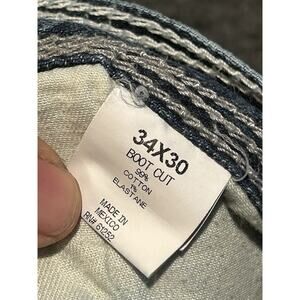 34X30
BOOT CUT
99%
COTTON
1%
ELASTANE
MADE IN
MEXICO
RN# 61252